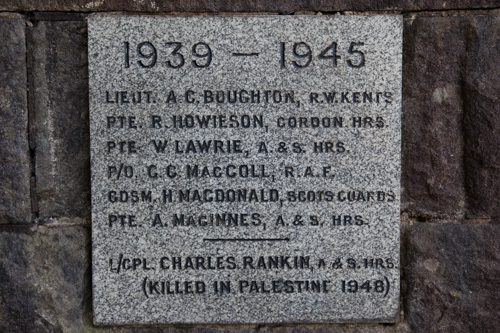 1939 – 1945
LIEUT. A.C. BOUGHTON, R.W.KENTS
PTE. R. HOWIESON, GORDON HRS.
PTE. W LAWRIE, A. & S. HRS.
P/O. C. C. MACCOLL, R.A.F.
GDSM. H. MACDONALD, SCOTS GUARDS
PTE. A. MACINNES, A. & S. HRS.
L/CPL. CHARLES RANKIN, A & S. HRS.
(KILLED IN PALESTINE 1948)